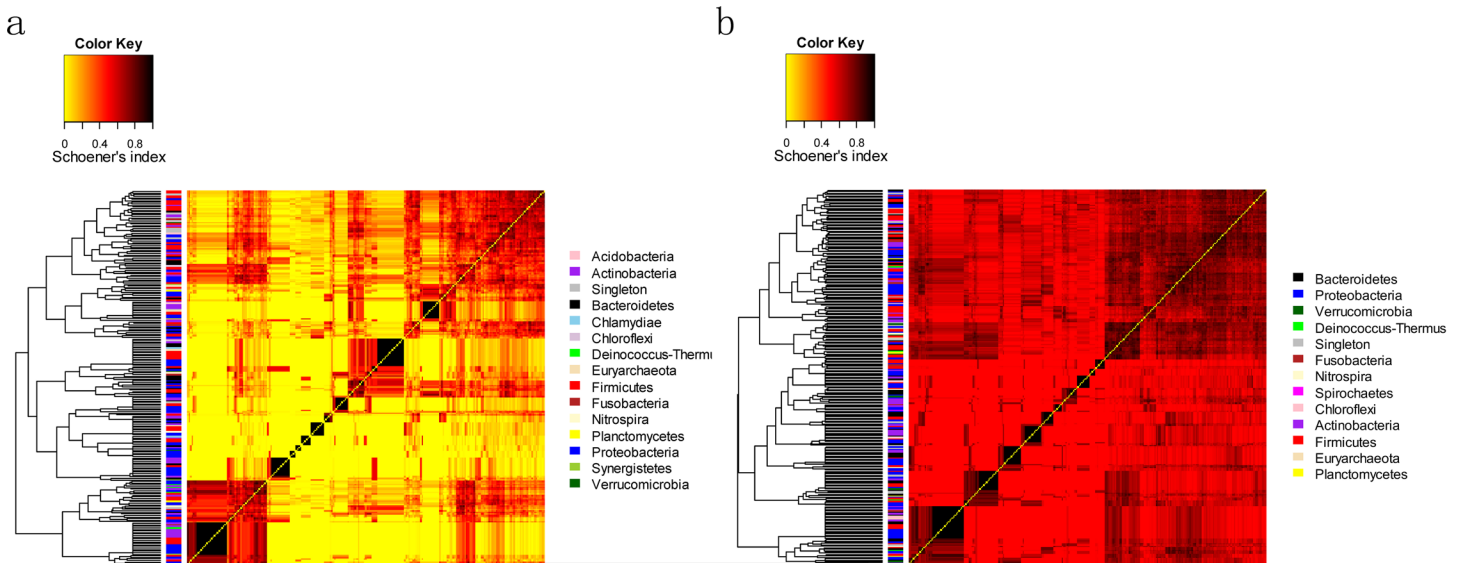 a
Color Key
0 0.4 0.8
Schoener's index
Acidobacteria
Actinobacteria
Singleton
Bacteroidetes
Chlamydiae
Chloroflexi
Deinococcus-Thermu
Euryarchaeota
Firmicutes
Fusobacteria
Nitrospira
Planctomycetes
Proteobacteria
Synergistetes
Verrucomicrobia
b
Color Key
0 0.4 0.8
Schoener's index
Bacteroidetes
Proteobacteria
Verrucomicrobia
Deinococcus-Thermus
Singleton
Fusobacteria
Nitrospira
Spirochaetes
Chloroflexi
Actinobacteria
Firmicutes
Euryarchaeota
Planctomycetes